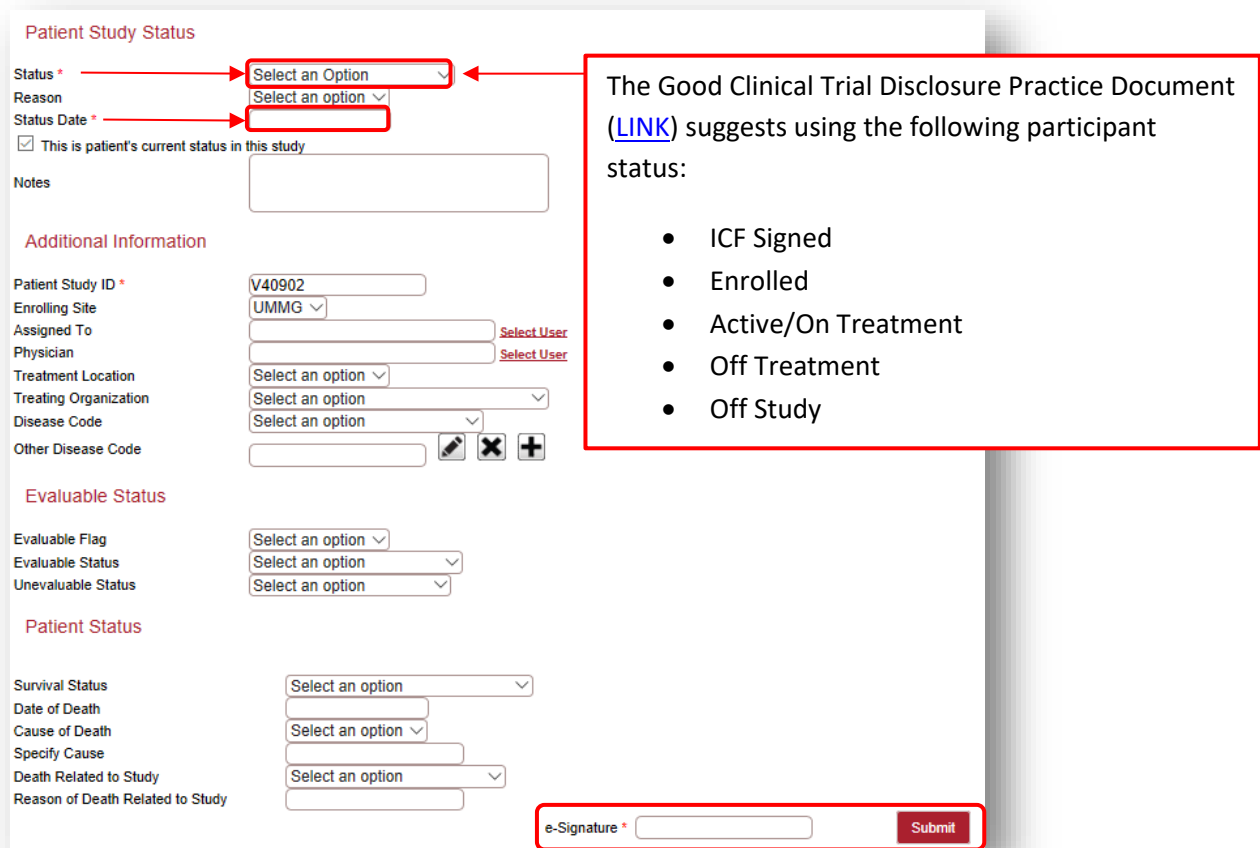 Patient Study Status
Status * Select an Option
Reason Select an option
Status Date *
This is patient's current status in this study
Notes
The Good Clinical Trial Disclosure Practice Document
(LINK) suggests using the following participant
status:
• ICF Signed
• Enrolled
• Active/On Treatment
• Off Treatment
• Off Study
Additional Information
Patient Study ID * V40902
Enrolling Site UMMG
Assigned To Select User
Physician Select User
Treatment Location Select an option
Treating Organization Select an option
Disease Code Select an option
Other Disease Code
Evaluable Status
Evaluable Flag Select an option
Evaluable Status Select an option
Unevaluable Status Select an option
Patient Status
Survival Status Select an option
Date of Death
Cause of Death Select an option
Specify Cause
Death Related to Study Select an option
Reason of Death Related to Study
e-Signature * Submit